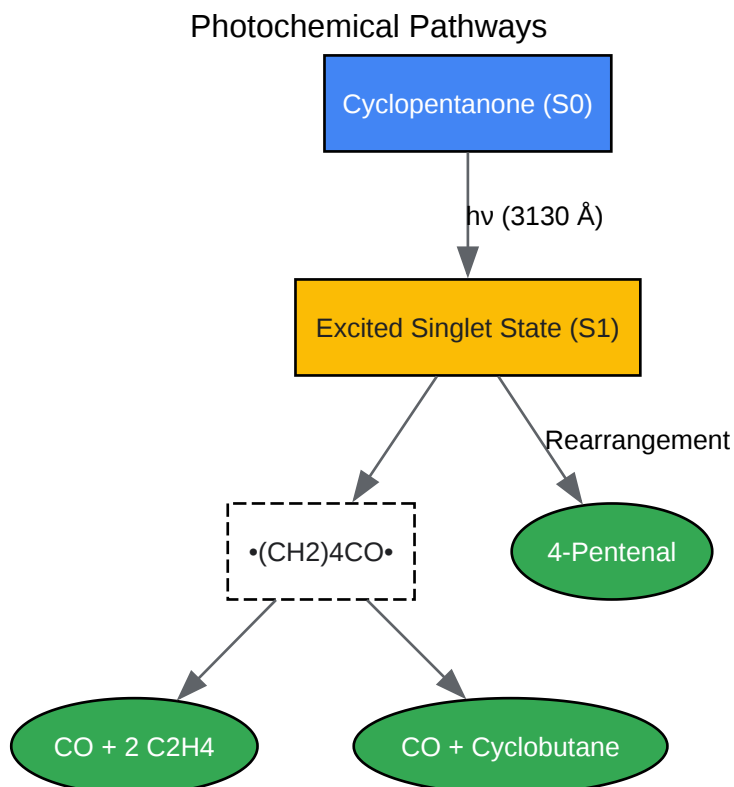 Photochemical Pathways
Cyclopentanone (S0)
hν (3130 Å)
Excited Singlet State (S1)
Rearrangement
•(CH2)4CO•
4-Pentenal
CO + 2 C2H4
CO + Cyclobutane